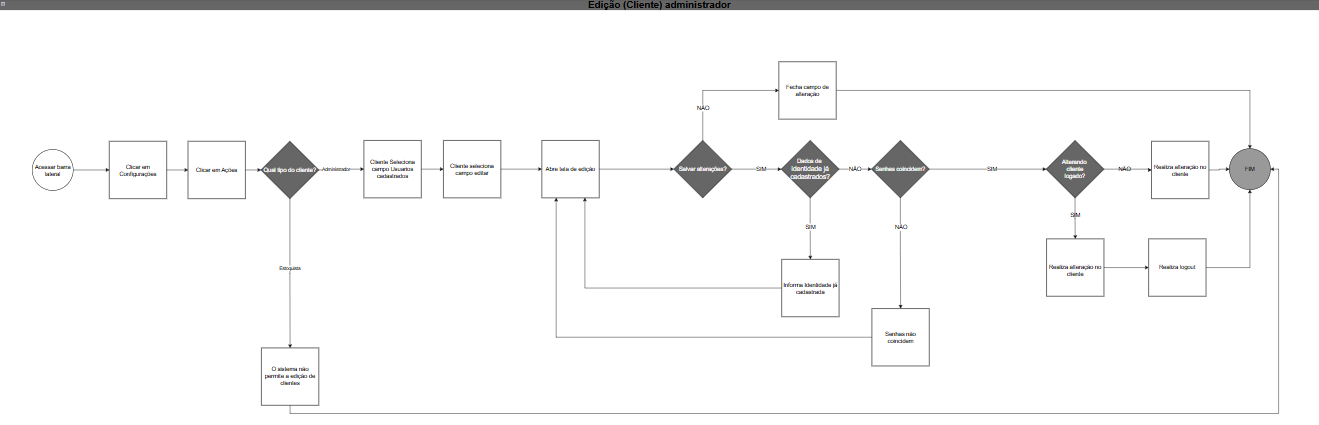 Edição (Cliente) administrador
Fecha campo de
alteração
NÃO
Acessar barra
lateral
Clicar em
Configurações
Clicar em Ações
Qual tipo do cliente?
Administrador
Cliente Seleciona
campo Usuarios
cadastrados
Cliente seleciona
campo editar
Abre tela de edição
Salvar alterações?
SIM
Dados de
Identidade já
cadastrados?
NÃO
Senhas coincidem?
SIM
Alterando
cliente
logado?
NÃO
Realiza alteração no
cliente
FIM
SIM
NÃO
SIM
Estoquista
Informa Identidade já
cadastrada
Realiza alteração no
cliente
Realiza logout
Senhas não
coincidem
O sistema não
permite a edição de
clientes